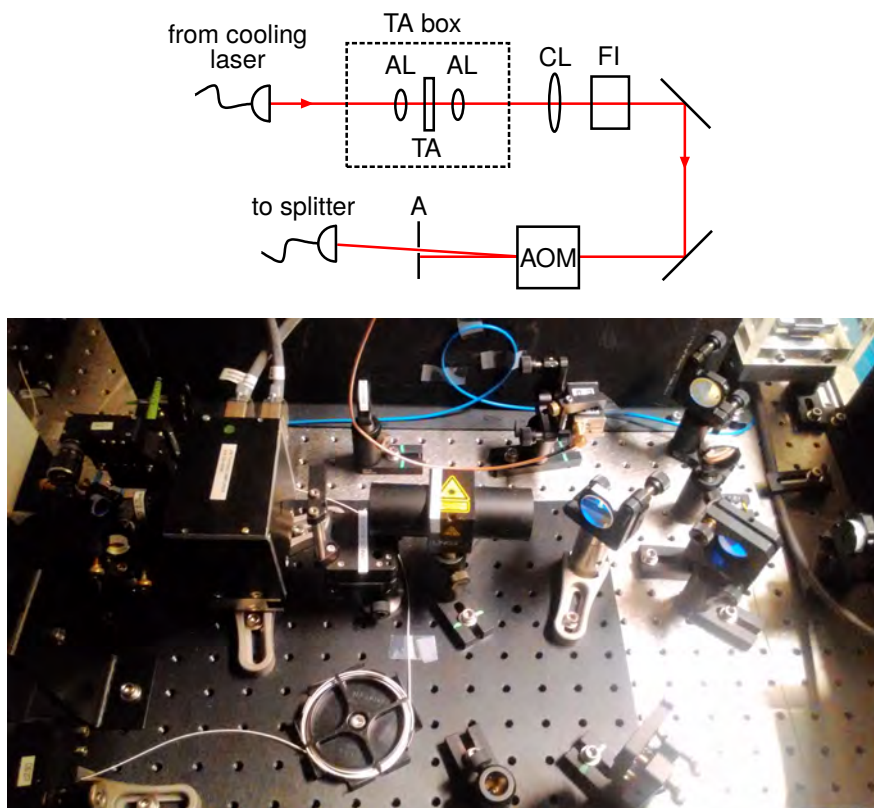 TA box
from cooling
laser
AL
AL
CL
FI
TA
to splitter
A
AOM